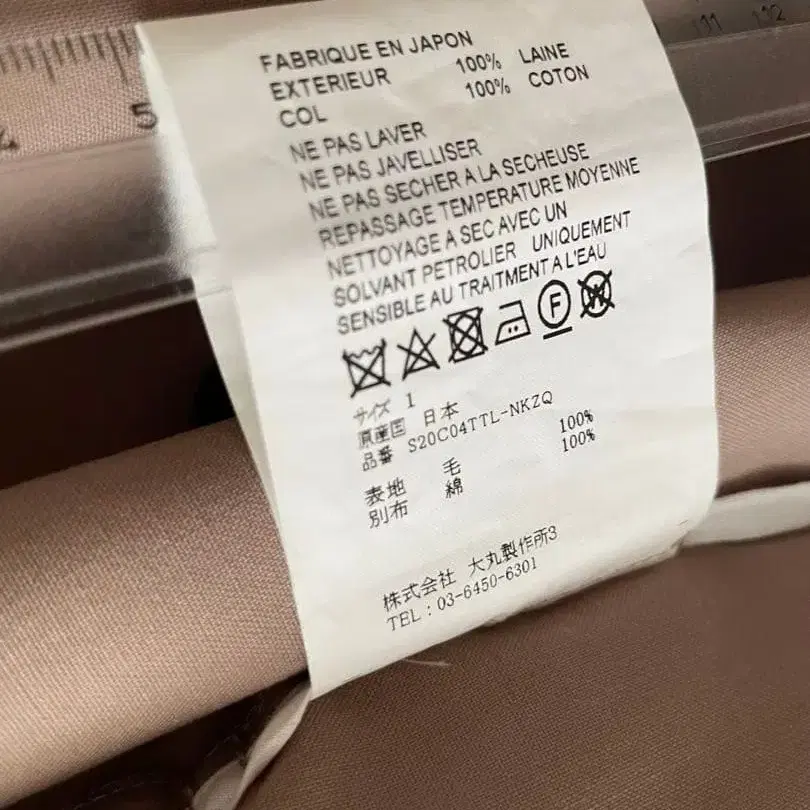 5
11
12
FABRIQUE EN JAPON
EXTERIEUR 100% LAINE
COL 100% COTON
NE PAS LAVER
NE PAS JAVELLISER
NE PAS SECHER A LA SECHEUSE
REPASSAGE TEMPERATURE MOYENNE
NETTOYAGE A SEC AVEC UN
SOLVANT PETROLIER UNIQUEMENT
SENSIBLE AU TRAITMENT A L'EAU
F W
サイズ 1
原産国 日本
品番 S20C04TTL-NKZQ
表地 毛 100%
別布 綿 100%
株式会社 大丸製作所3
TEL：03-6450-6301